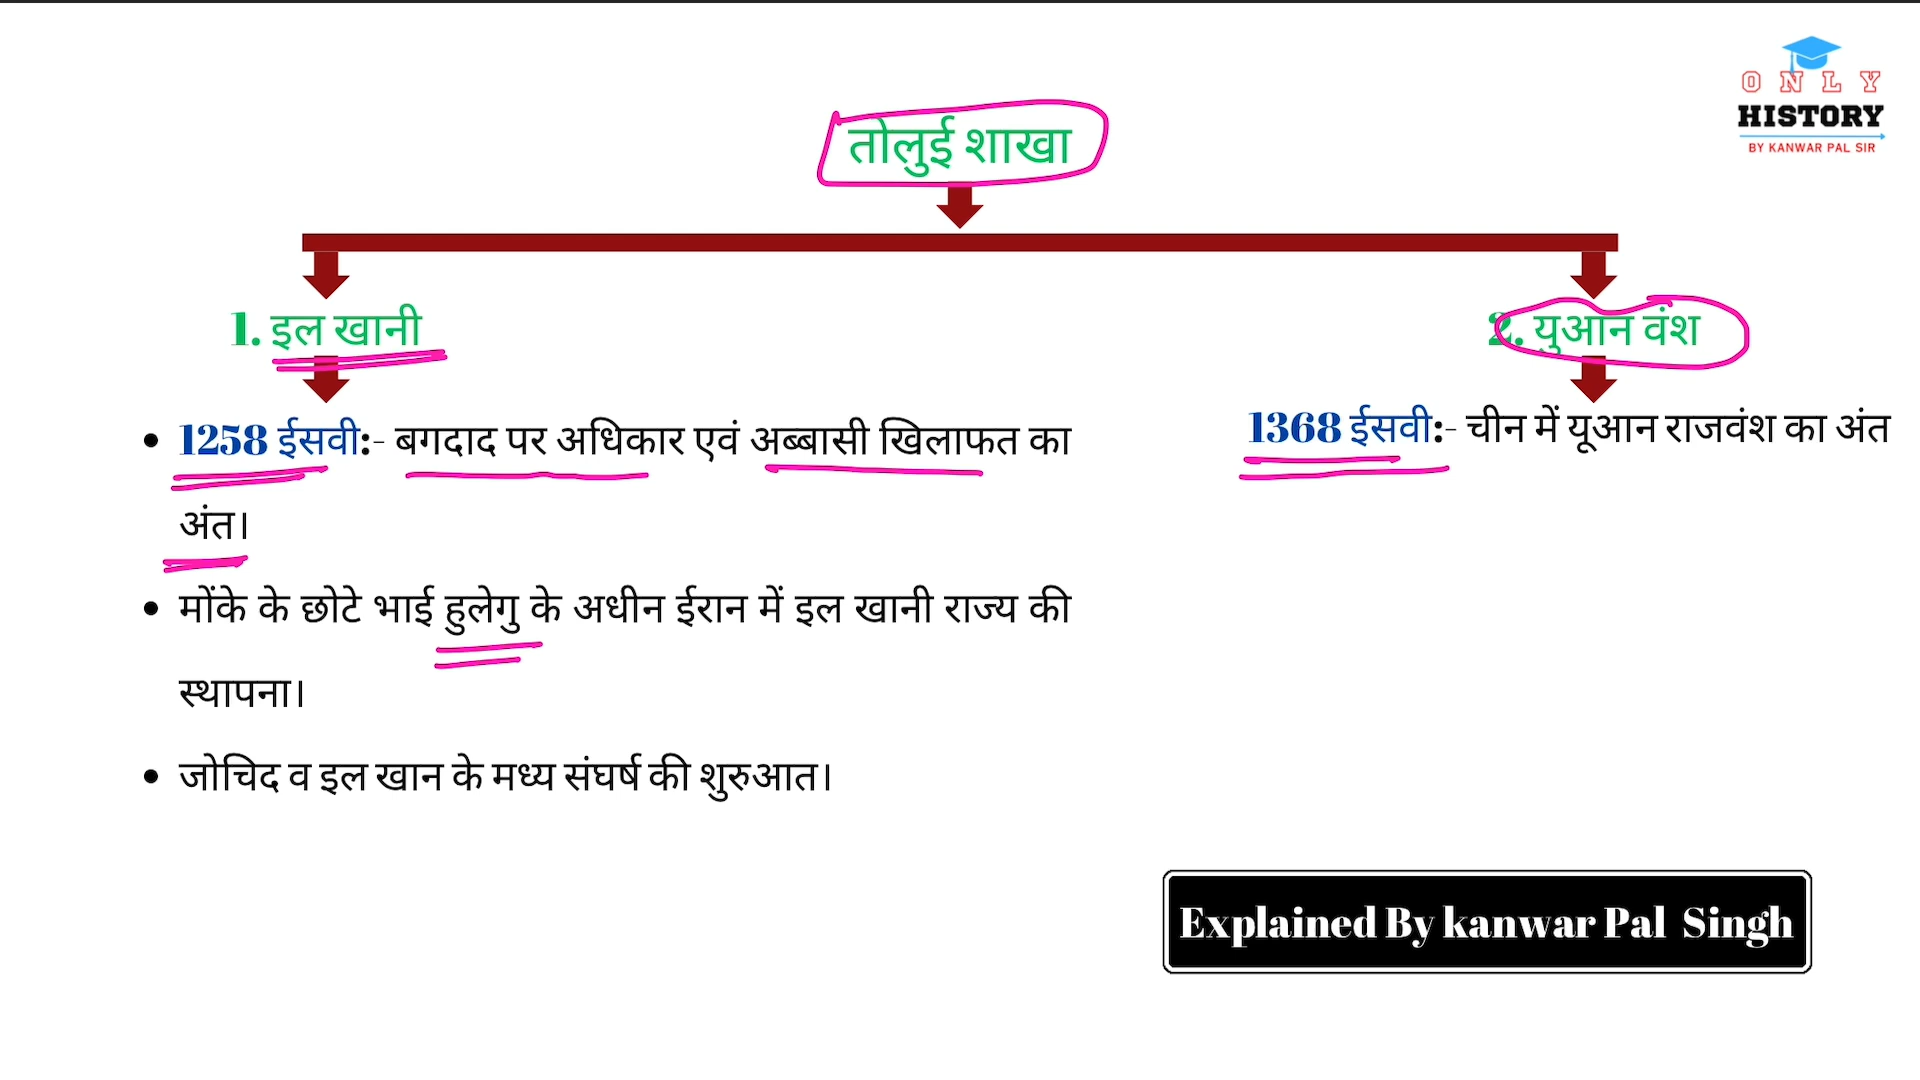 ONLY
HISTORY
BY KANWAR PAL SIR
तोलुई शाखा
1. इल खानी
1258 ईसवी:- बगदाद पर अधिकार एवं अब्बासी खिलाफत का
अंत।
मोंके के छोटे भाई हुलेगु के अधीन ईरान में इल खानी राज्य की
स्थापना।
जोचिद व इल खान के मध्य संघर्ष की शुरुआत।
2. युआन वंश
1368 ईसवी:- चीन में यूआन राजवंश का अंत
Explained By kanwar Pal Singh